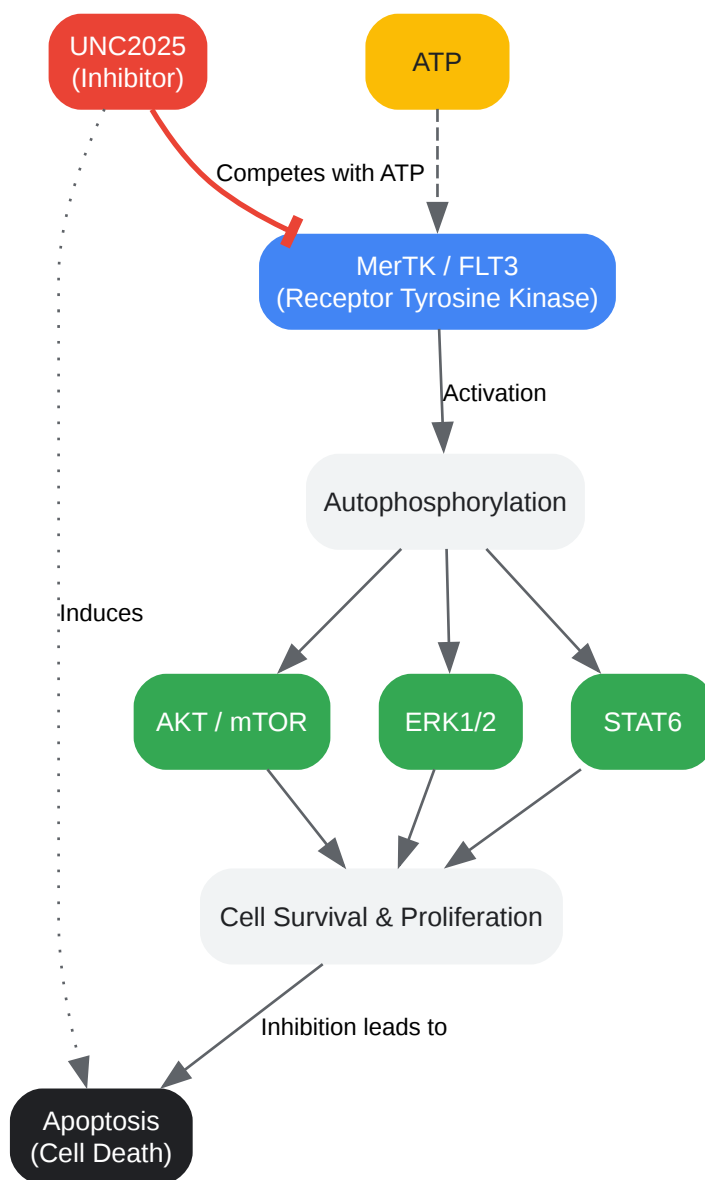 UNC2025
(Inhibitor)
ATP
Competes with ATP
MerTK / FLT3
(Receptor Tyrosine Kinase)
Activation
Autophosphorylation
Induces
AKT / mTOR
ERK1/2
STAT6
Cell Survival & Proliferation
Inhibition leads to
Apoptosis
(Cell Death)